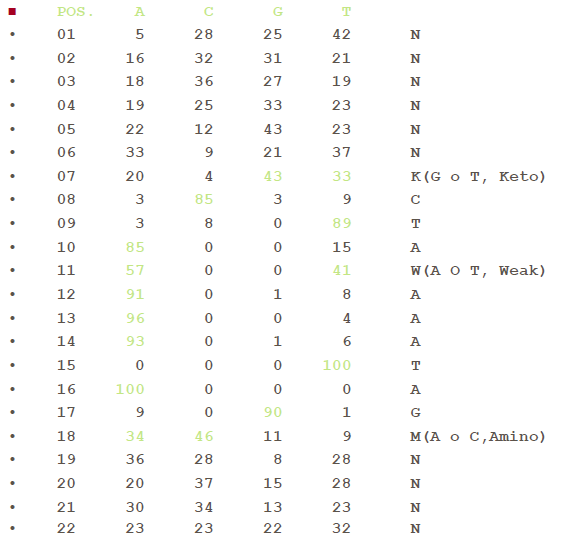 POS. A C G T
• 01 5 28 25 42 N
• 02 16 32 31 21 N
• 03 18 36 27 19 N
• 04 19 25 33 23 N
• 05 22 12 43 23 N
• 06 33 9 21 37 N
• 07 20 4 43 33 K(G o T, Keto)
• 08 3 85 3 9 C
• 09 3 8 0 89 T
• 10 85 0 0 15 A
• 11 57 0 0 41 W(A O T, Weak)
• 12 91 0 1 8 A
• 13 96 0 0 4 A
• 14 93 0 1 6 A
• 15 0 0 0 100 T
• 16 100 0 0 0 A
• 17 9 0 90 1 G
• 18 34 46 11 9 M(A o C,Amino)
• 19 36 28 8 28 N
• 20 20 37 15 28 N
• 21 30 34 13 23 N
• 22 23 23 22 32 N